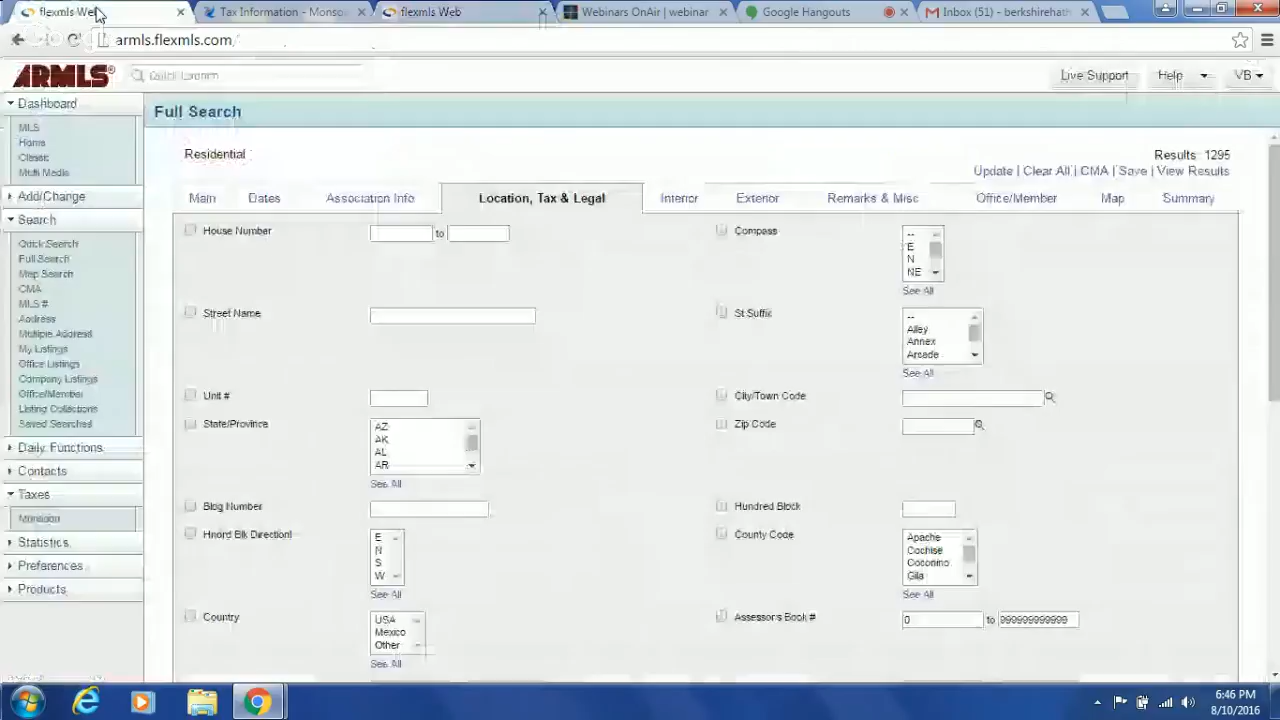 flexmls Web
Tax Information - Monsoo
flexmls Web
Webinars OnAir | webinar
Google Hangouts
Inbox (51) - berkshirehath
armls.flexmls.com
ARMLS
Live Support
Help
VB
Dashboard
MLS
Home
Classic
Multi Media
Add/Change
Search
Quick Search
Full Search
Map Search
CMA
MLS #
Address
Multiple Address
My Listings
Office Listings
Company Listings
Office/Member
Listing Collections
Saved Searched
Daily Functions
Contacts
Taxes
Monsoon
Statistics
Preferences
Products
Full Search
Residential
Results: 1295
Update | Clear All | CMA | Save | View Results
Main
Dates
Association Info
Location, Tax & Legal
Interior
Exterior
Remarks & Misc
Office/Member
Map
Summary
House Number
to
Compass
--
E
N
NE
See All
Street Name
St Suffix
--
Alley
Annex
Arcade
See All
Unit #
City/Town Code
State/Province
AZ
AK
AL
AR
See All
Zip Code
Bldg Number
Hundred Block
Hndrd Blk Directionl
E
N
S
W
See All
County Code
Apache
Cochise
Coconino
Gila
See All
Country
USA
Mexico
Other
See All
Assessor's Book #
0
to
999999999999
6:46 PM
8/10/2016